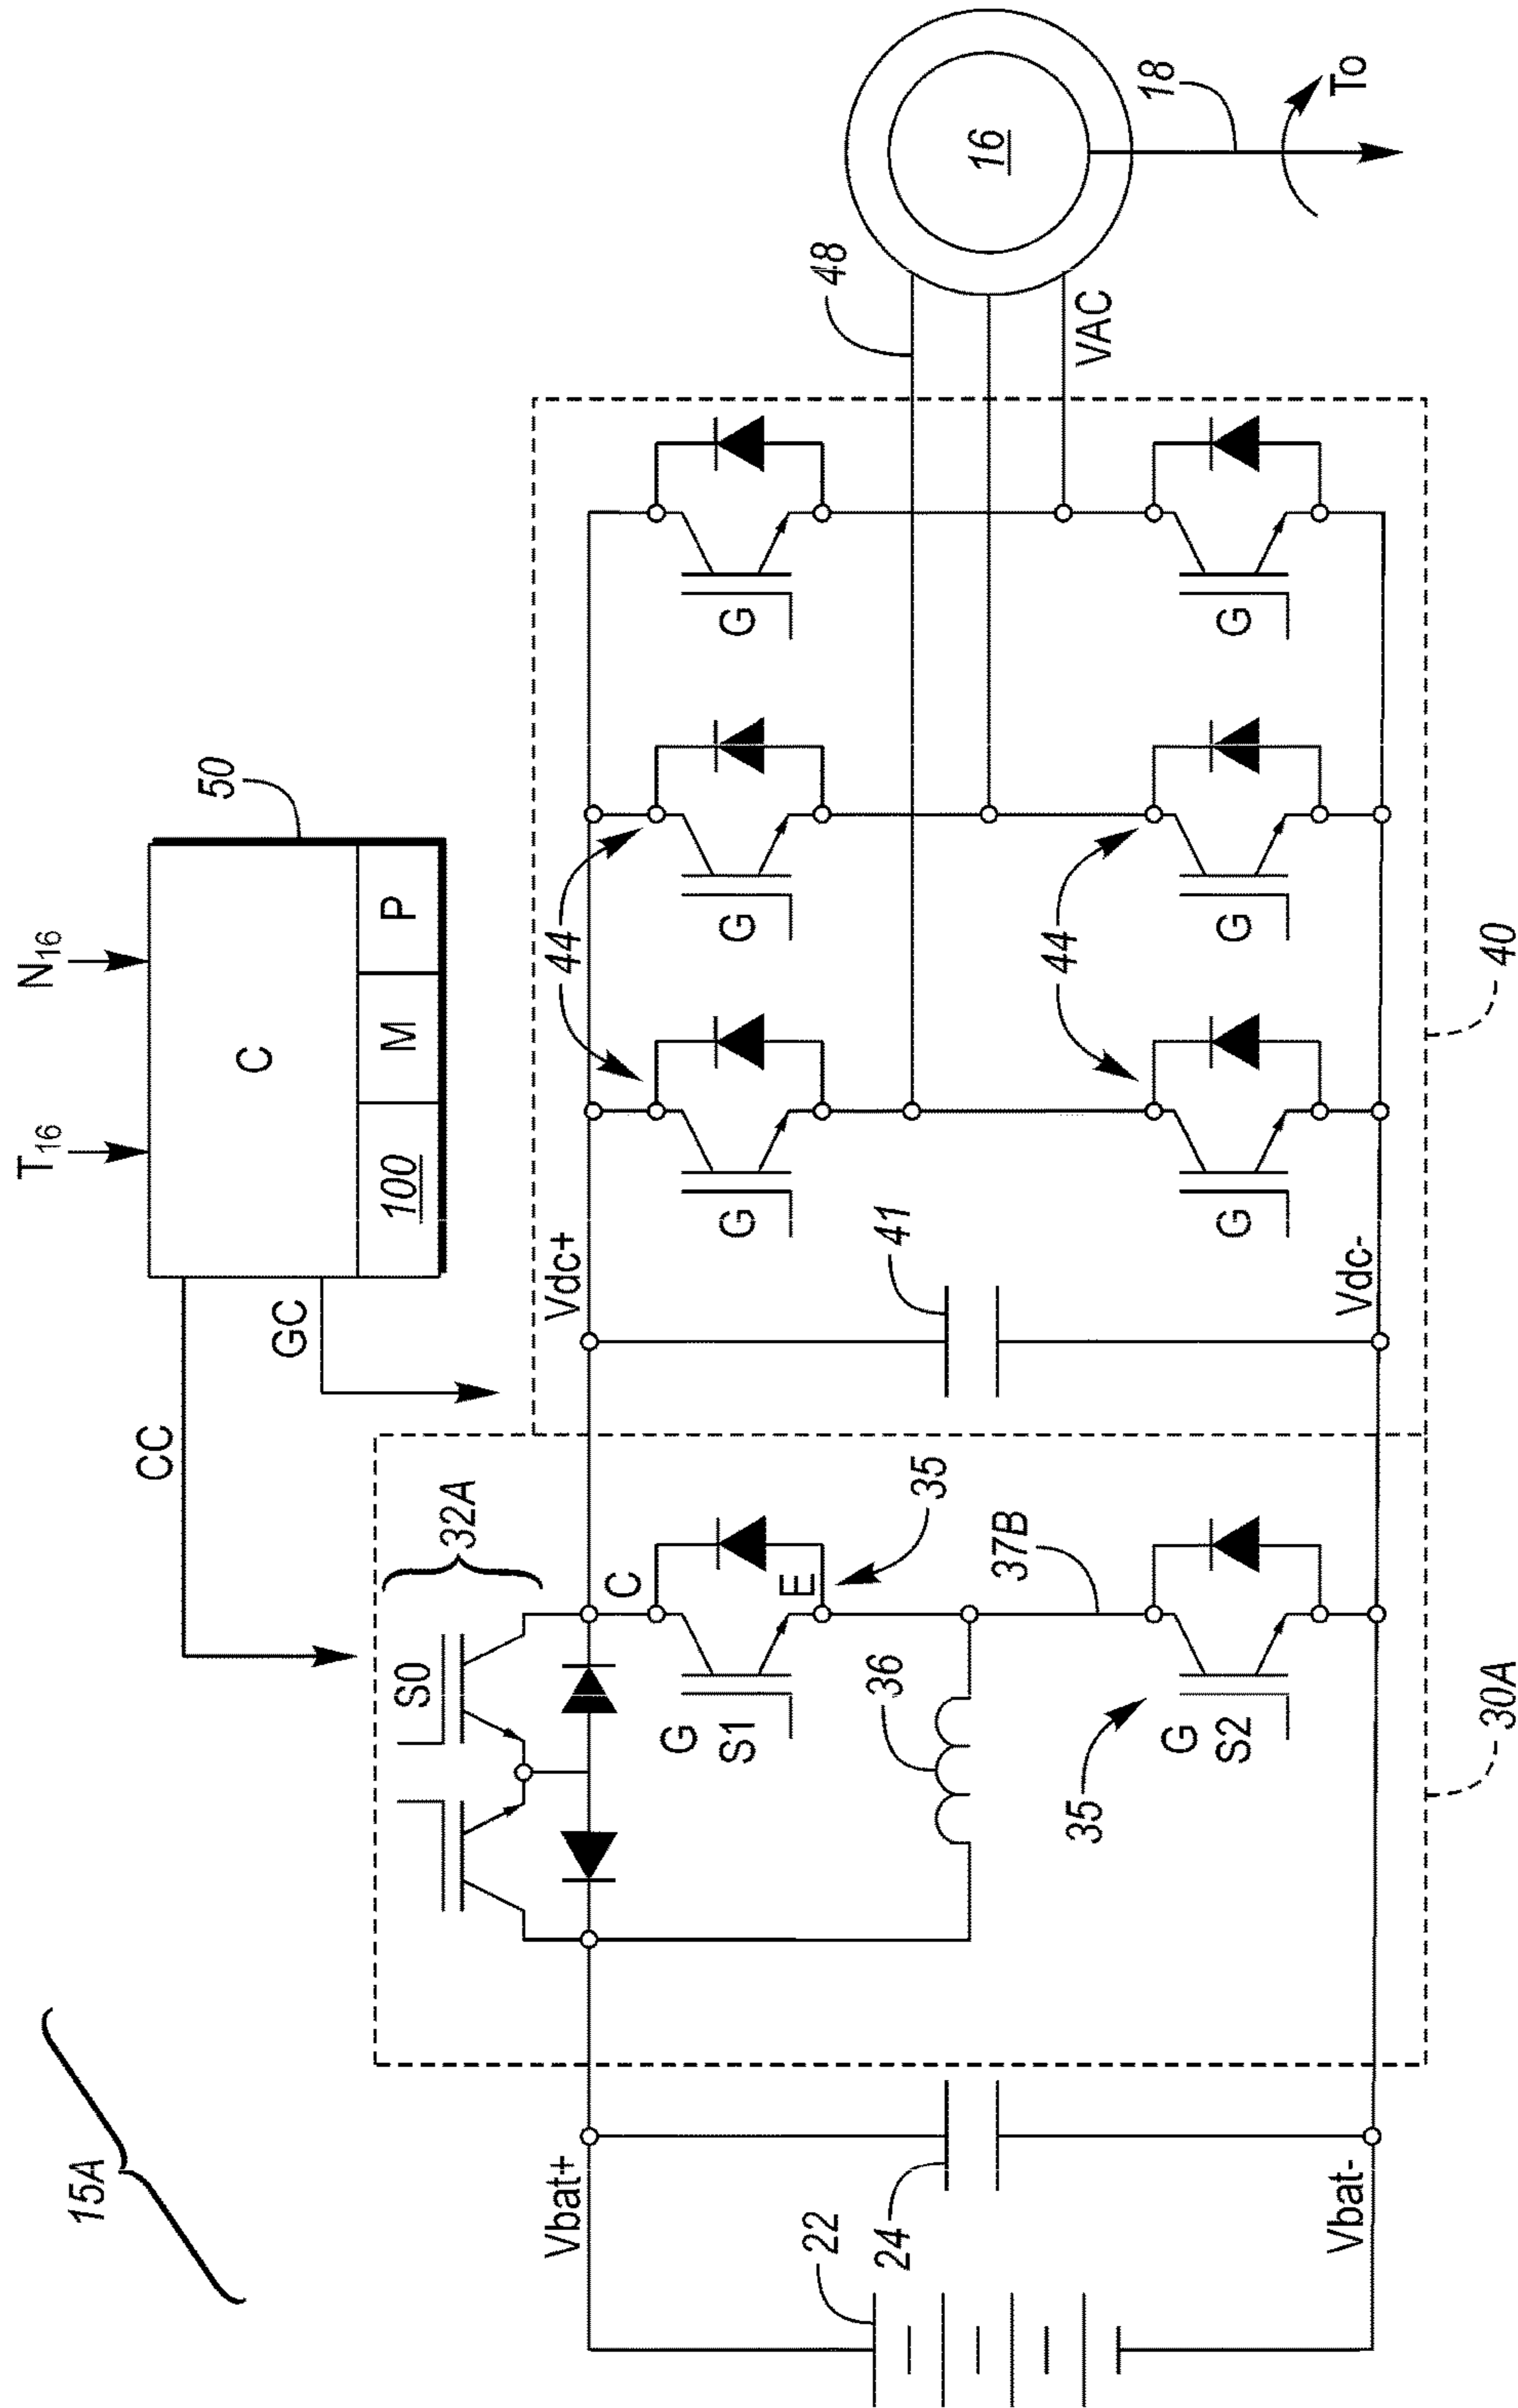 15A
T16
N16
C
50
100
M
P
CC
GC
32A
S0
Vbat+
Vdc+
44
C
E
35
G
S1
G
G
G
48
16
18
To
VAC
22
24
36
37B
41
44
35
G
S2
G
G
G
Vbat-
Vdc-
30A
40